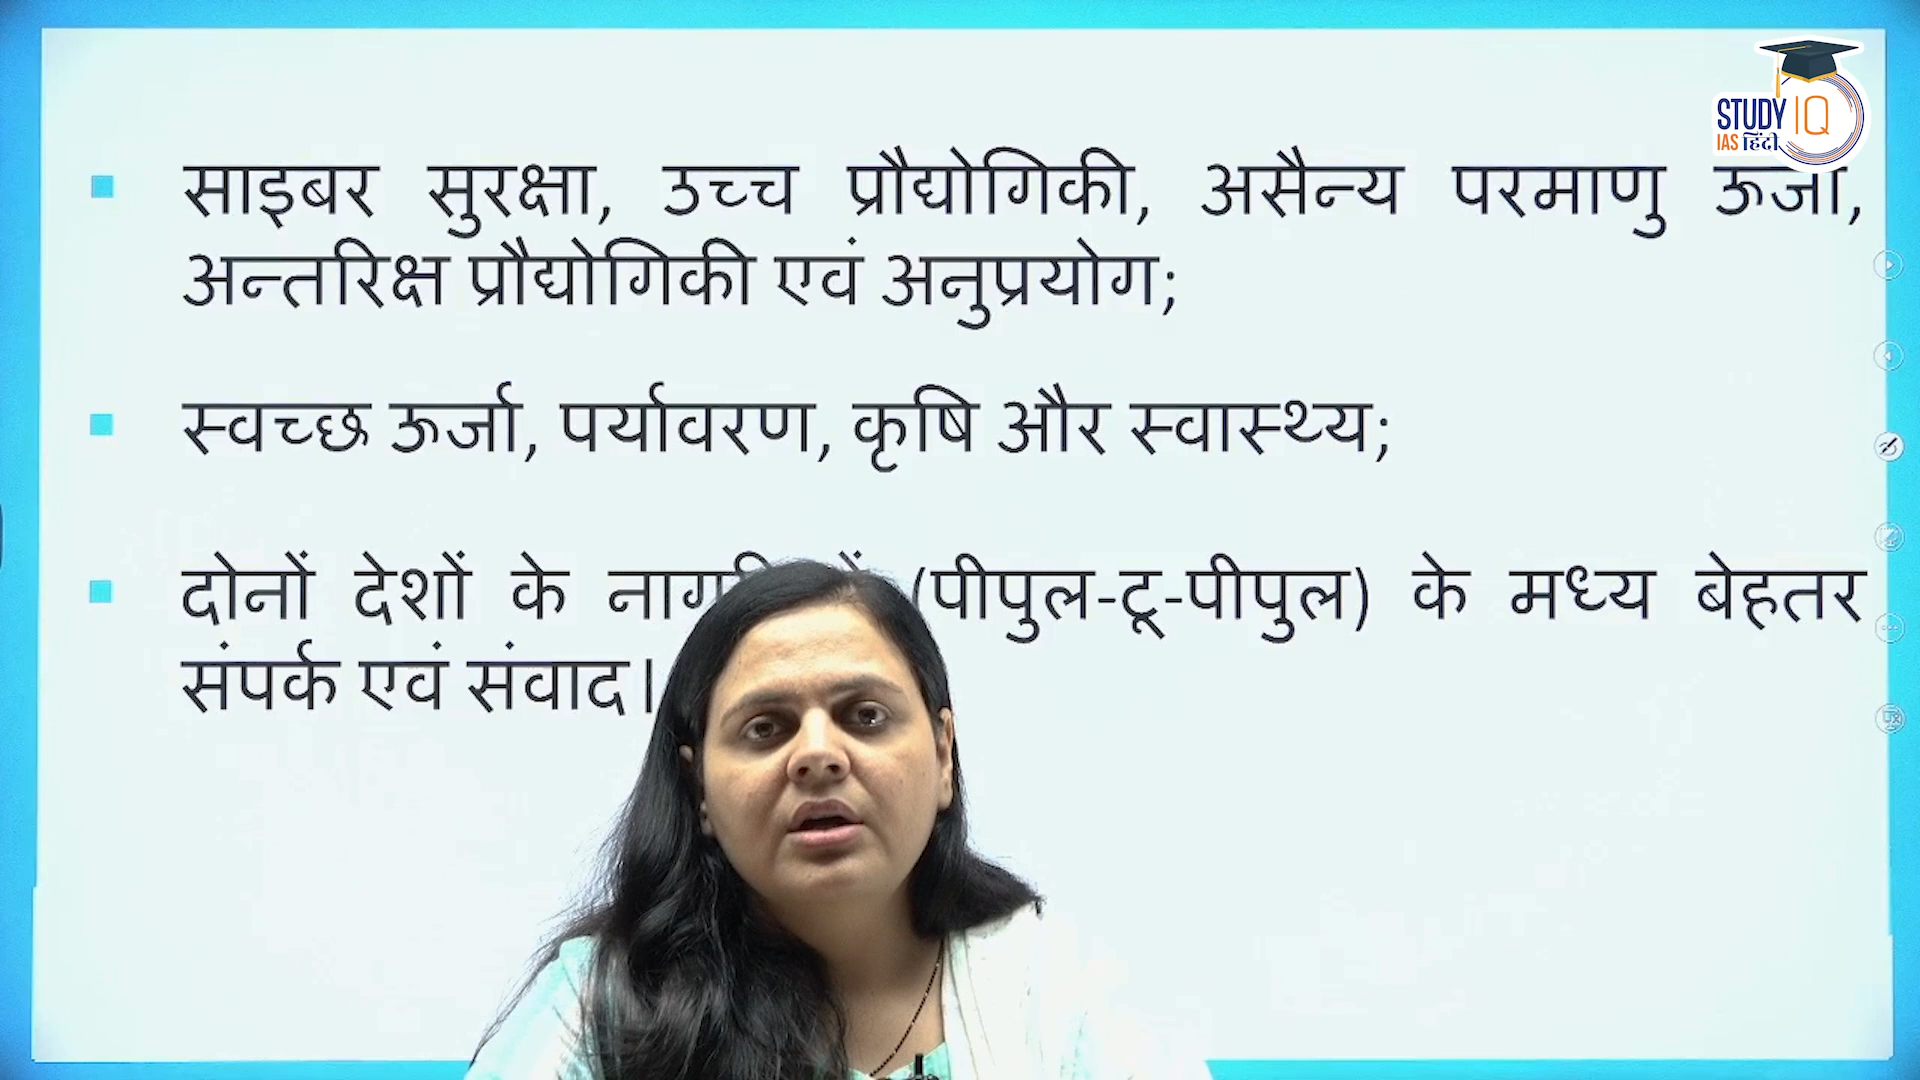 STUDY IQ
IAS हिंदी
साइबर सुरक्षा, उच्च प्रौद्योगिकी, असैन्य परमाणु ऊर्जा,
अन्तरिक्ष प्रौद्योगिकी एवं अनुप्रयोग;
स्वच्छ ऊर्जा, पर्यावरण, कृषि और स्वास्थ्य;
दोनों देशों के (पीपुल-टू-पीपुल) के मध्य बेहतर
संपर्क एवं संवाद।